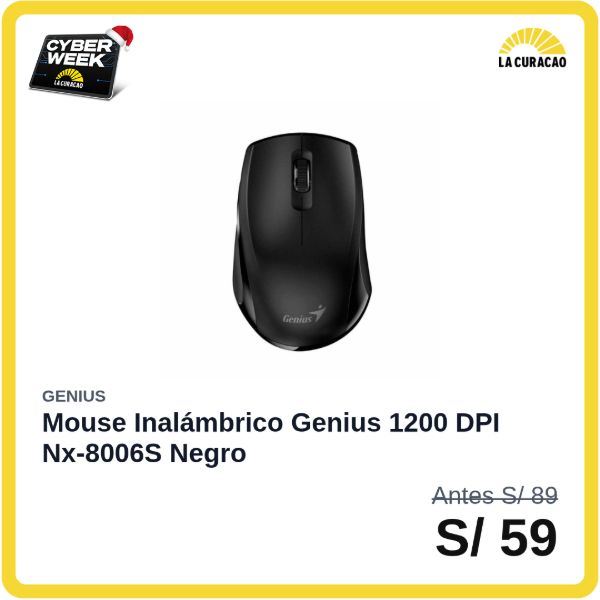 CYBER
WEEK
LA CURACAO
LA CURACAO
Genius
GENIUS
Mouse Inalámbrico Genius 1200 DPI
Nx-8006S Negro
Antes S/ 89
S/ 59